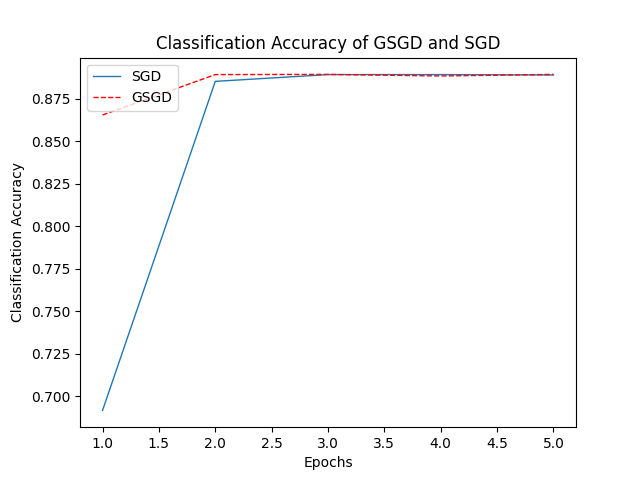 Classification Accuracy of GSGD and SGD
SGD
GSGD
0.875
0.850
0.825
0.800
0.775
0.750
0.725
0.700
Classification Accuracy
1.0 1.5 2.0 2.5 3.0 3.5 4.0 4.5 5.0
Epochs